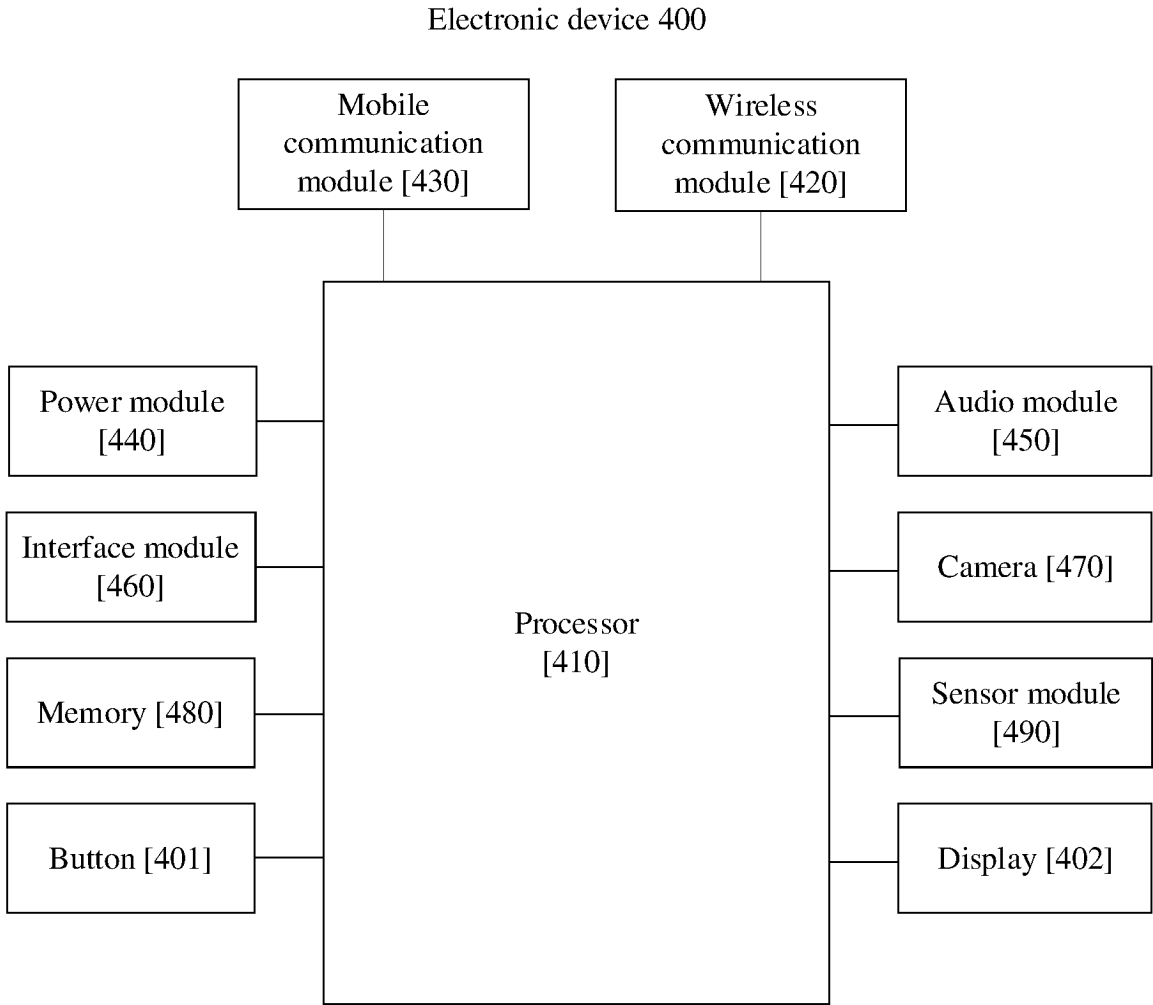 Electronic device 400
Mobile
communication
module [430]
Wireless
communication
module [420]
Power module
[440]
Audio module
[450]
Interface module
[460]
Camera [470]
Processor
[410]
Memory [480]
Sensor module
[490]
Button [401]
Display [402]